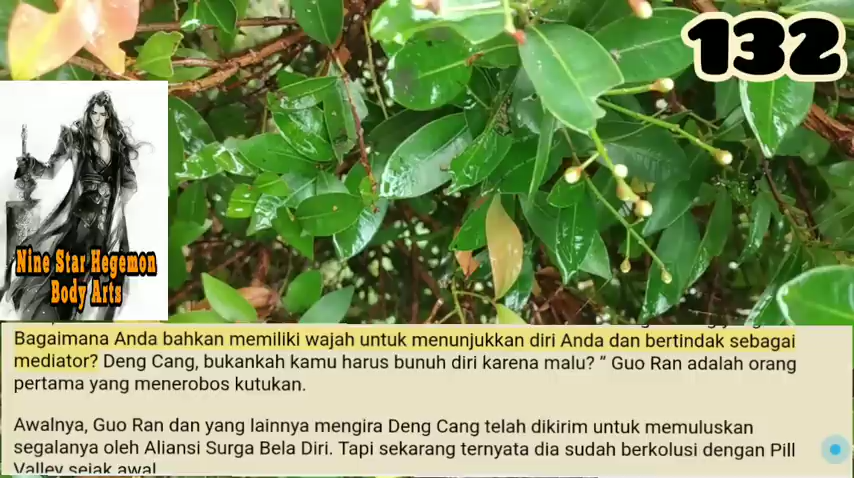 132
Nine Star Hegemon
Body Arts
Bagaimana Anda bahkan memiliki wajah untuk menunjukkan diri Anda dan bertindak sebagai
mediator? Deng Cang, bukankah kamu harus bunuh diri karena malu? ” Guo Ran adalah orang
pertama yang menerobos kutukan.
Awalnya, Guo Ran dan yang lainnya mengira Deng Cang telah dikirim untuk memuluskan
segalanya oleh Aliansi Surga Bela Diri. Tapi sekarang ternyata dia sudah berkolusi dengan Pill
Valley sejak awal